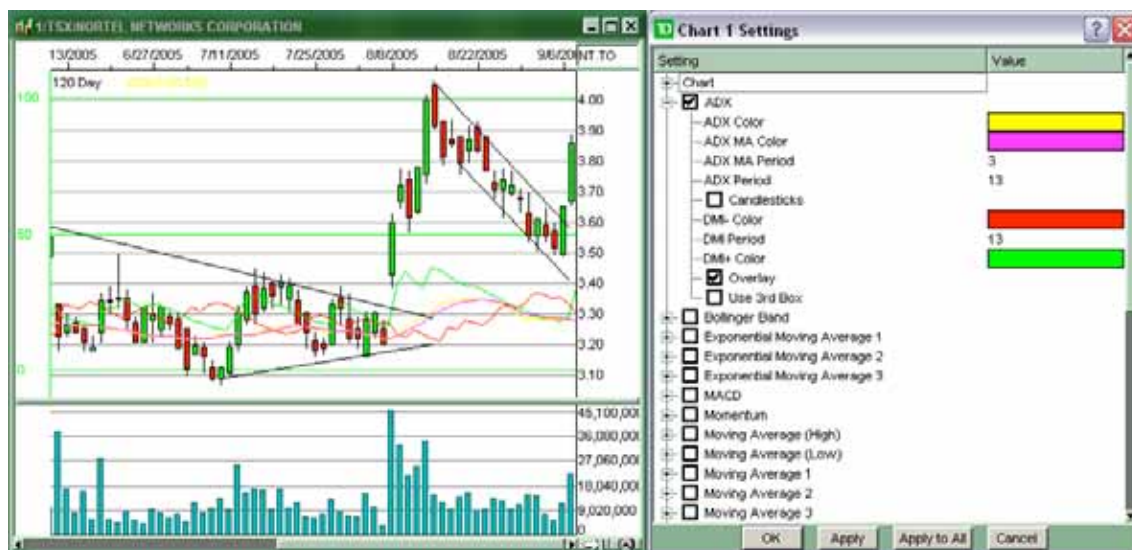 1/TSX/NORTEL NETWORKS CORPORATION
13/2005 6/27/2005 7/11/2005 7/25/2005 8/8/2005 8/22/2005 9/6/20 NT.TO
120 Day
100
50
0
4.00
3.90
3.80
3.70
3.60
3.50
3.40
3.30
3.20
3.10
45,100,000
36,080,000
27,060,000
18,040,000
9,020,000
0
Chart 1 Settings
Setting Value
Chart
ADX
ADX Color
ADX MA Color
ADX MA Period 3
ADX Period 13
Candlesticks
DMI- Color
DMI Period 13
DMI+ Color
Overlay
Use 3rd Box
Bollinger Band
Exponential Moving Average 1
Exponential Moving Average 2
Exponential Moving Average 3
MACD
Momentum
Moving Average (High)
Moving Average (Low)
Moving Average 1
Moving Average 2
Moving Average 3
OK Apply Apply to All Cancel